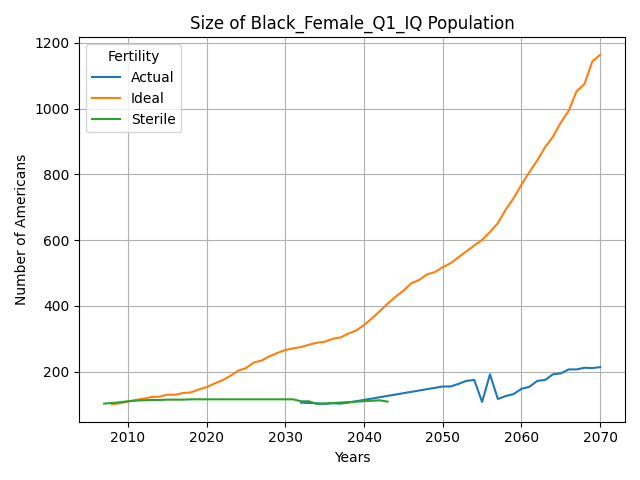 Size of Black_Female_Q1_IQ Population
Fertility
Actual
Ideal
Sterile
Number of Americans
1200
1000
800
600
400
200
2010 2020 2030 2040 2050 2060 2070
Years